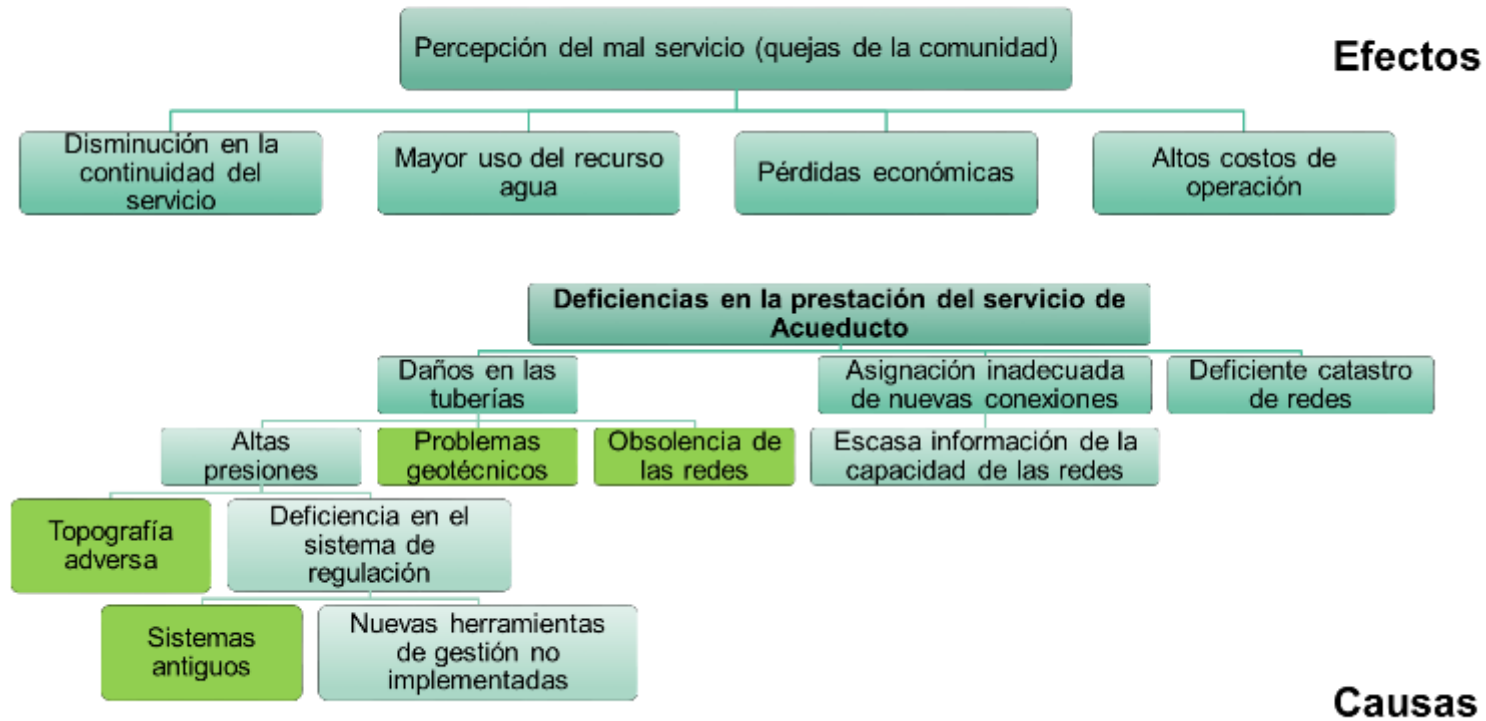 Percepción del mal servicio (quejas de la comunidad)
Efectos
Disminución en la
continuidad del
servicio
Mayor uso del recurso
agua
Pérdidas económicas
Altos costos de
operación
Deficiencias en la prestación del servicio de
Acueducto
Daños en las
tuberías
Asignación inadecuada
de nuevas conexiones
Deficiente catastro
de redes
Altas
presiones
Problemas
geotécnicos
Obsolencia de
las redes
Escasa información de la
capacidad de las redes
Topografía
adversa
Deficiencia en el
sistema de
regulación
Sistemas
antiguos
Nuevas herramientas
de gestión no
implementadas
Causas